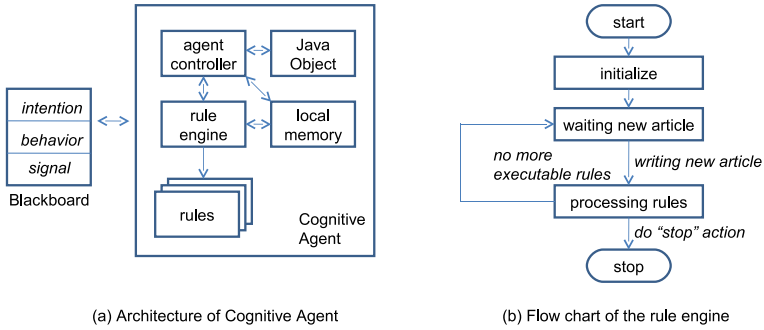 intention
behavior
signal
Blackboard
agent
controller
Java
Object
rule
engine
local
memory
rules
Cognitive
Agent
(a) Architecture of Cognitive Agent
start
initialize
waiting new article
no more
executable rules
writing new article
processing rules
do “stop” action
stop
(b) Flow chart of the rule engine